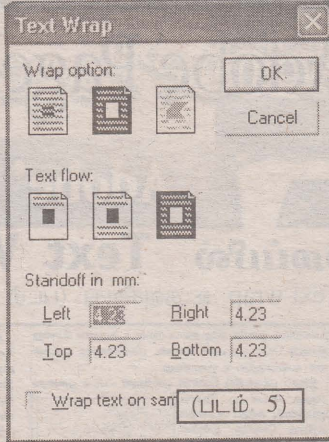 Text Wrap
Wrap option:
OK
Cancel
Text flow:
Standoff in mm:
Left 4.23 Right 4.23
Top 4.23 Bottom 4.23
Wrap text on sam
(படம் 5)